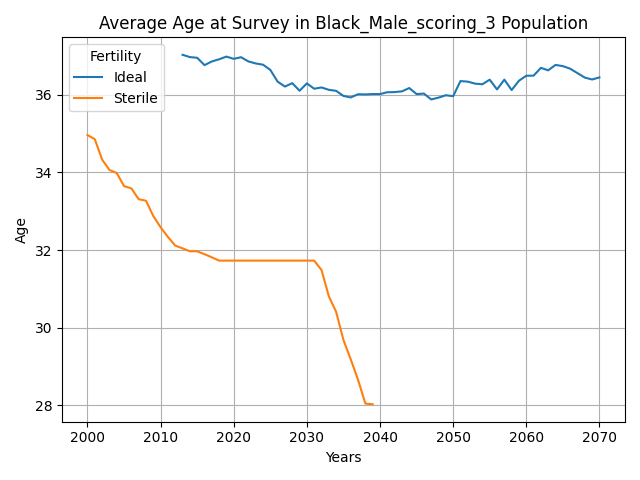 Average Age at Survey in Black_Male_scoring_3 Population
Fertility
Ideal
Sterile
Age
36
34
32
30
28
2000 2010 2020 2030 2040 2050 2060 2070
Years